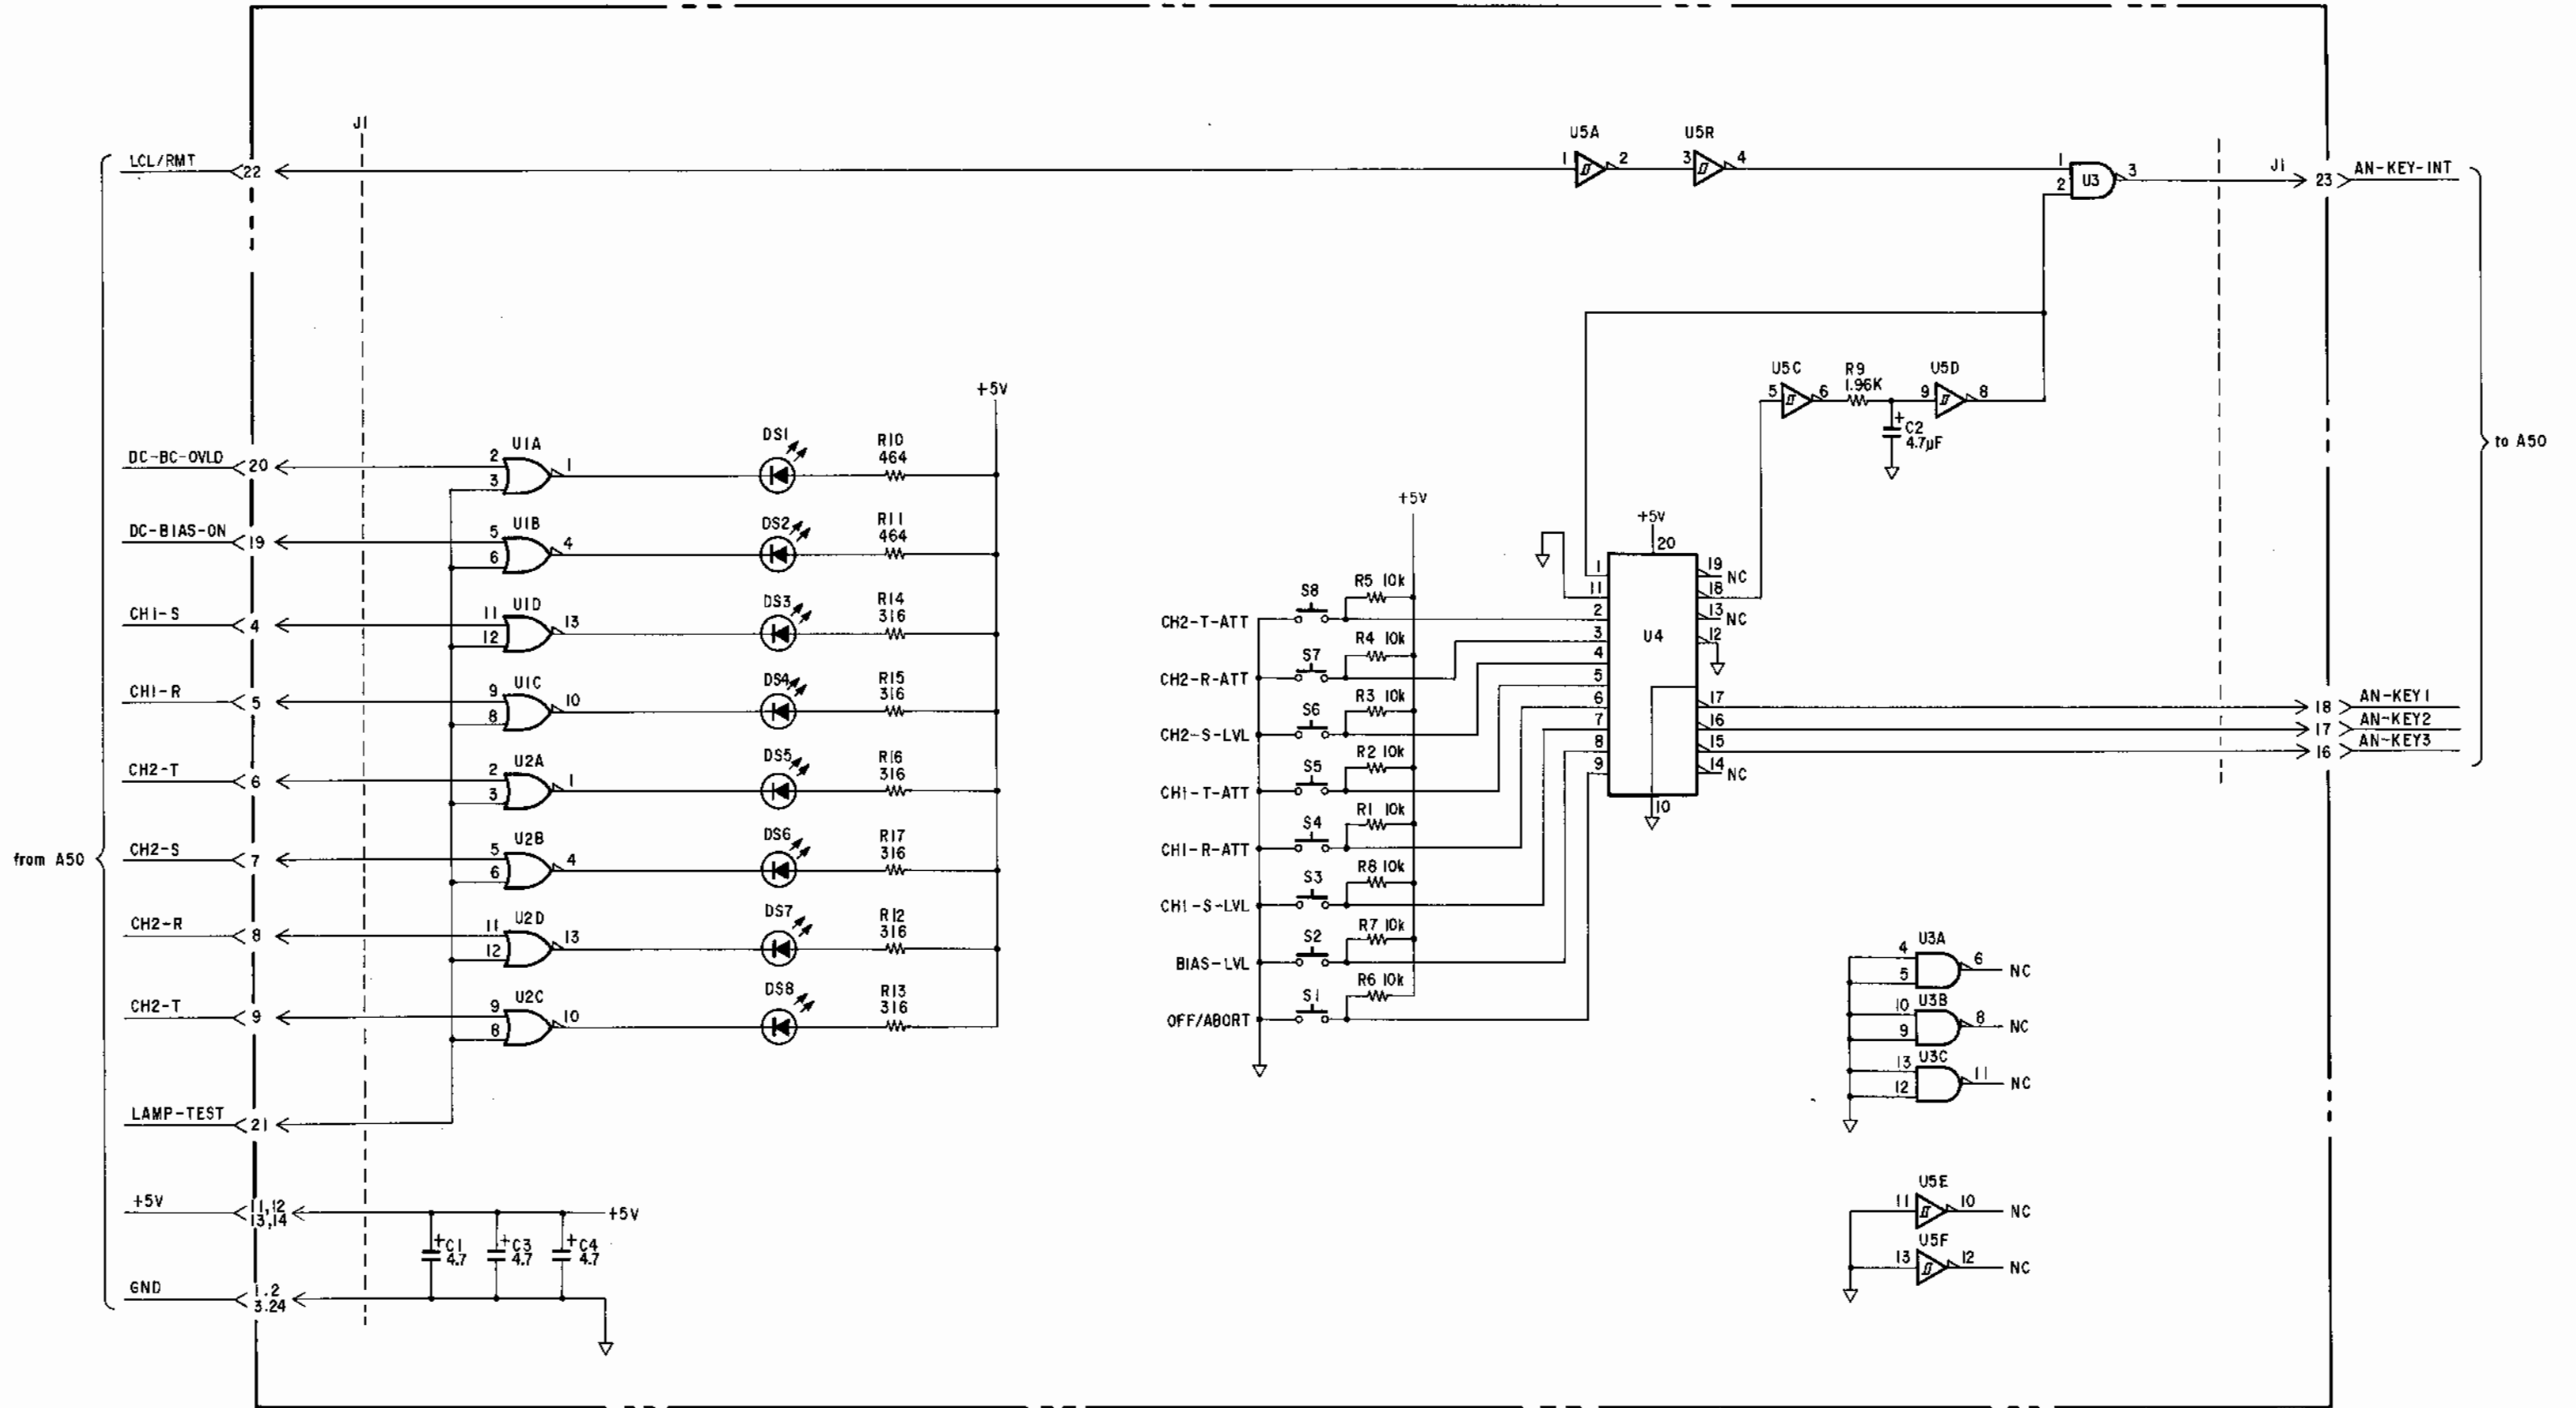 J1
LCL/RMT
22
U5A
1
2
U5R
3
4
1
2
U3
3
J1
23
AN-KEY-INT
to A50
U5C
5
6
R9
1.96K
U5D
9
8
+
C2
4.7µF
+5V
DC-BC-OVLD
20
U1A
2
3
1
DS1
R10
464
DC-BIAS-ON
19
U1B
5
6
4
DS2
R11
464
CH1-S
4
U1D
11
12
13
DS3
R14
316
CH1-R
5
U1C
9
8
10
DS4
R15
316
CH2-T
6
U2A
2
3
1
DS5
R16
316
from A50
CH2-S
7
U2B
5
6
4
DS6
R17
316
CH2-R
8
U2D
11
12
13
DS7
R12
316
CH2-T
9
U2C
9
8
10
DS8
R13
316
LAMP-TEST
21
+5V
11,12
13,14
+5V
+C1
4.7
+C3
4.7
+C4
4.7
GND
1.2
3.24
+5V
CH2-T-ATT
S8
R5 10k
CH2-R-ATT
S7
R4 10k
CH2-S-LVL
S6
R3 10k
CH1-T-ATT
S5
R2 10k
CH1-R-ATT
S4
R1 10k
CH1-S-LVL
S3
R8 10k
BIAS-LVL
S2
R7 10k
OFF/ABORT
S1
R6 10k
+5V
20
1
11
2
3
4
5
6
7
8
9
U4
10
19 NC
18
13 NC
12
17
16
15
14 NC
18 AN-KEY1
17 AN-KEY2
16 AN-KEY3
U3A
4
5
6 NC
U3B
10
9
8 NC
U3C
13
12
11 NC
U5E
11
10 NC
U5F
13
12 NC